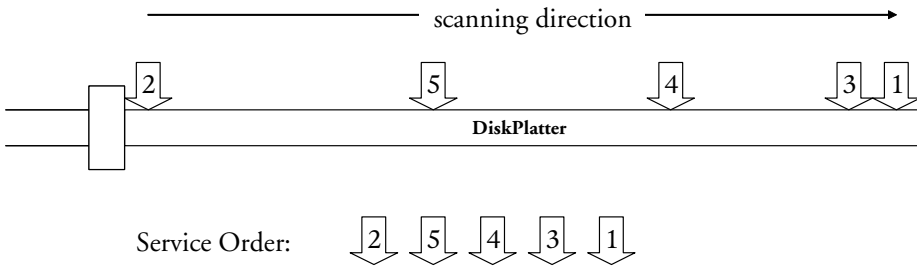 scanning direction
2 5 4 3 1
DiskPlatter
Service Order: 2 5 4 3 1